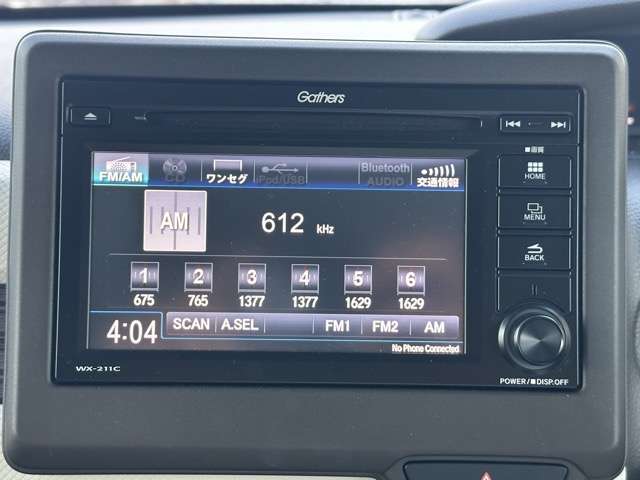 Gathers
画面
HOME
MENU
BACK
FM/AM CD ワンセグ iPod/USB Bluetooth AUDIO 交通情報
AM 612 kHz
1 2 3 4 5 6
675 765 1377 1377 1629 1629
4:04 SCAN A.SEL FM1 FM2 AM
No Phone Connected
WX-211C
POWER/DISP.OFF